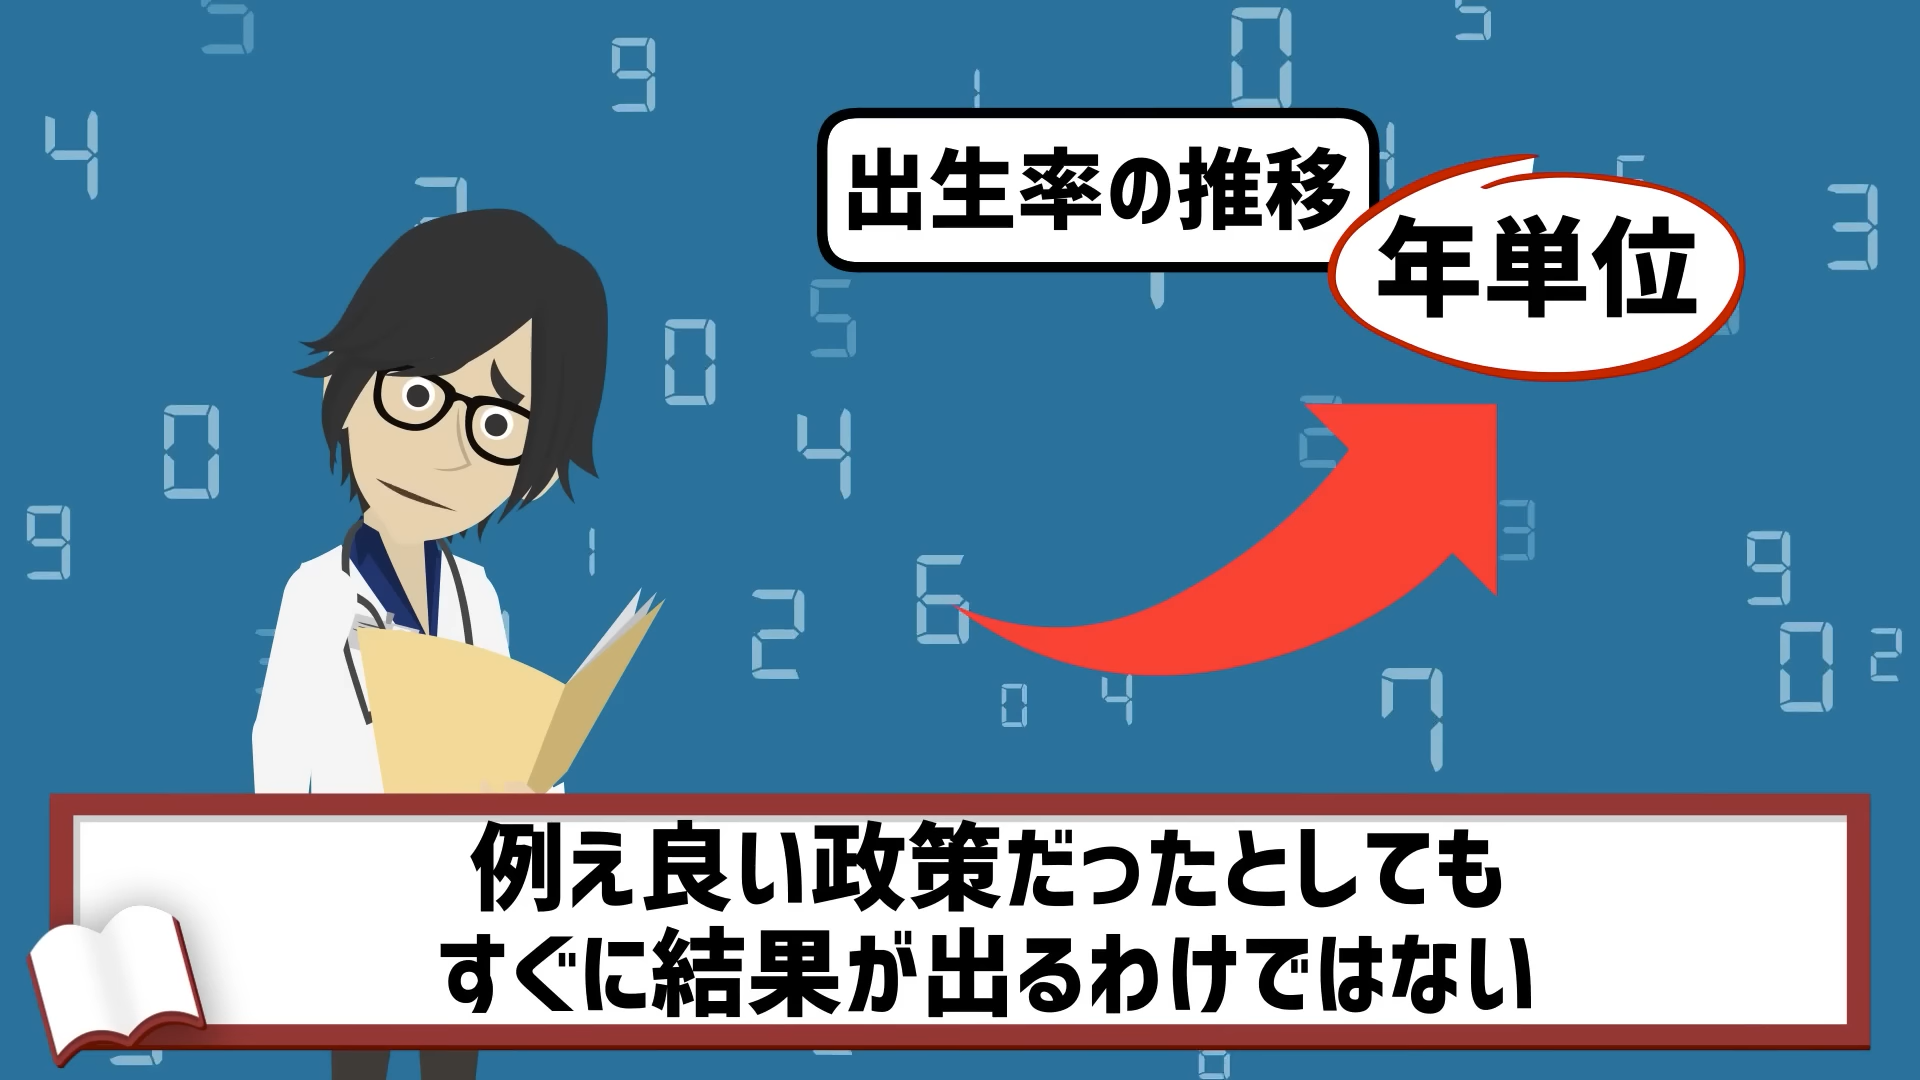 出生率の推移
年単位
例え良い政策だったとしても
すぐに結果が出るわけではない